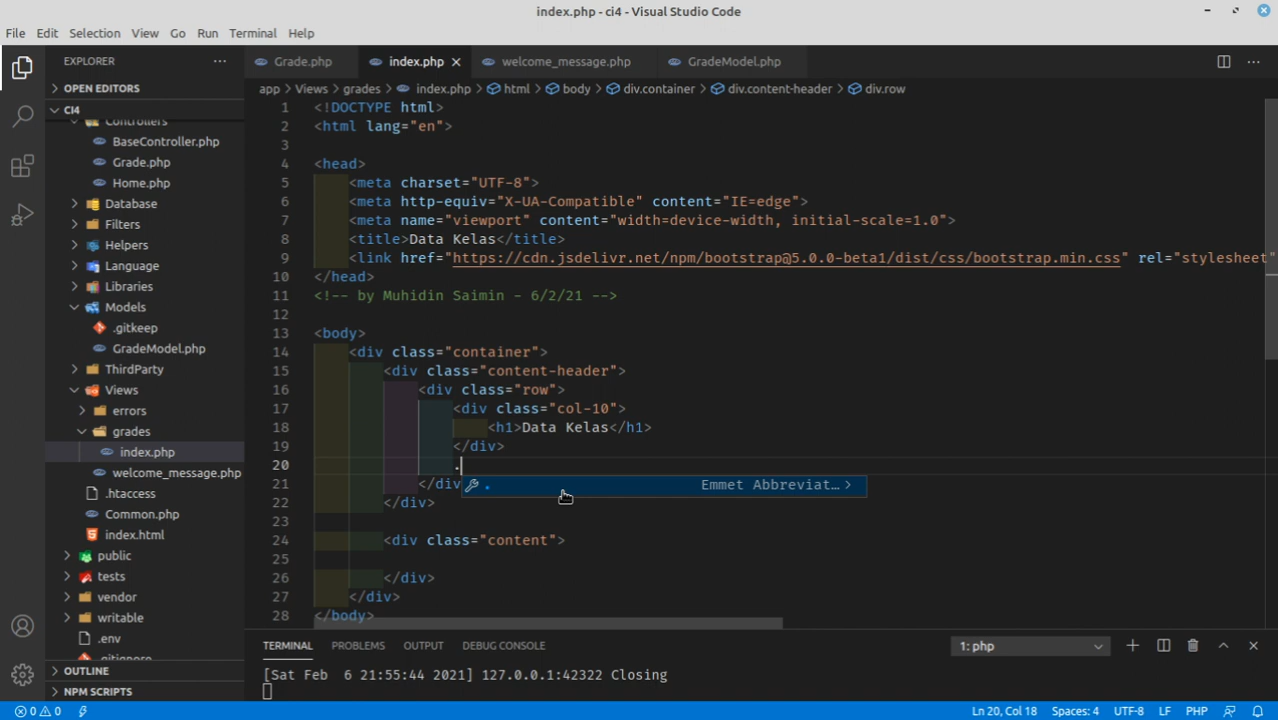 index.php - ci4 - Visual Studio Code
File Edit Selection View Go Run Terminal Help
EXPLORER ···
Grade.php index.php welcome_message.php GradeModel.php
OPEN EDITORS
app > Views > grades > index.php > html > body > div.container > div.content-header > div.row
CI4
Controllers
BaseController.php
Grade.php
Home.php
Database
Filters
Helpers
Language
Libraries
Models
.gitkeep
GradeModel.php
ThirdParty
Views
errors
grades
index.php
welcome_message.php
.htaccess
Common.php
index.html
public
tests
vendor
writable
.env
.gitignore
OUTLINE
NPM SCRIPTS
1 <!DOCTYPE html>
2 <html lang="en">
3
4 <head>
5 <meta charset="UTF-8">
6 <meta http-equiv="X-UA-Compatible" content="IE=edge">
7 <meta name="viewport" content="width=device-width, initial-scale=1.0">
8 <title>Data Kelas</title>
9 <link href="https://cdn.jsdelivr.net/npm/bootstrap@5.0.0-beta1/dist/css/bootstrap.min.css" rel="stylesheet"
10 </head>
11 <!-- by Muhidin Saimin - 6/2/21 -->
12
13 <body>
14 <div class="container">
15 <div class="content-header">
16 <div class="row">
17 <div class="col-10">
18 <h1>Data Kelas</h1>
19 </div>
20 .
. Emmet Abbreviat… >
21 </div
22 </div>
23
24 <div class="content">
25
26 </div>
27 </div>
28 </body>
TERMINAL PROBLEMS OUTPUT DEBUG CONSOLE 1: php
[Sat Feb 6 21:55:44 2021] 127.0.0.1:42322 Closing
0 0 Ln 20, Col 18 Spaces: 4 UTF-8 LF PHP